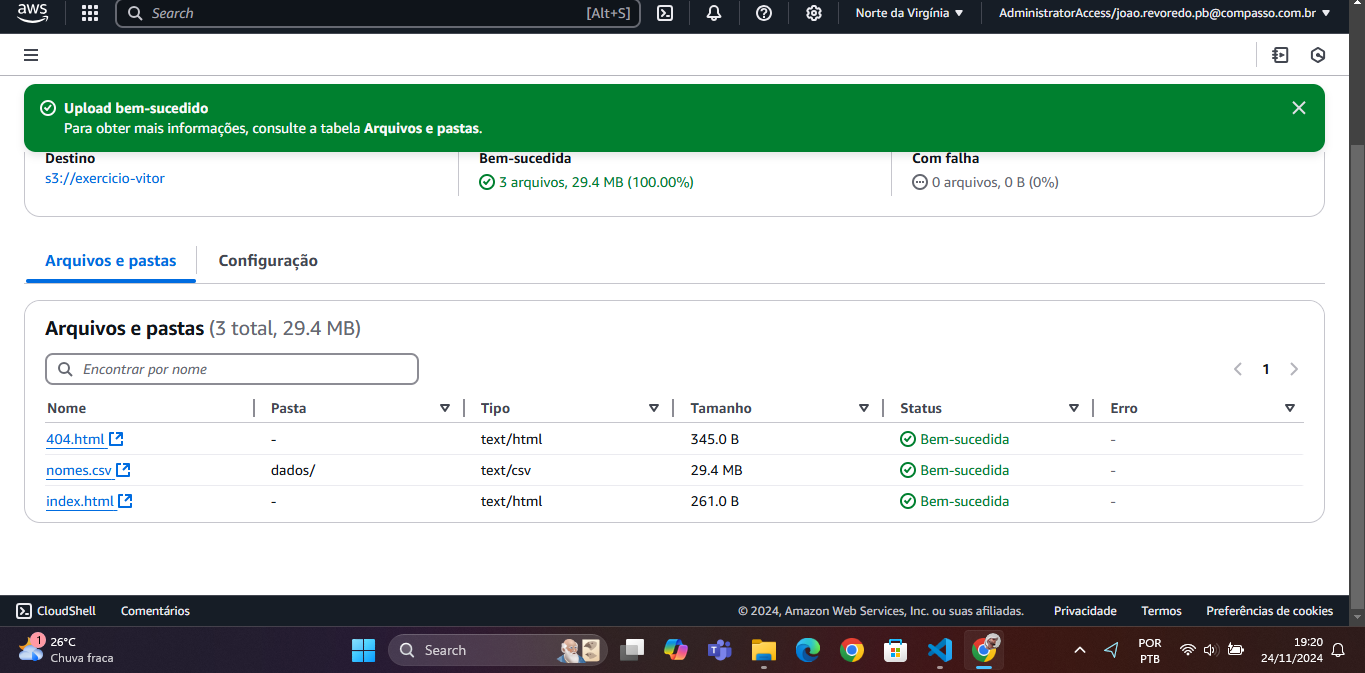 aws
Search [Alt+S] Norte da Virgínia AdministratorAccess/joao.revoredo.pb@compasso.com.br
Upload bem-sucedido
Para obter mais informações, consulte a tabela Arquivos e pastas.
Destino Bem-sucedida Com falha
s3://exercicio-vitor 3 arquivos, 29.4 MB (100.00%) 0 arquivos, 0 B (0%)
Arquivos e pastas Configuração
Arquivos e pastas (3 total, 29.4 MB)
Encontrar por nome 1
Nome Pasta Tipo Tamanho Status Erro
404.html - text/html 345.0 B Bem-sucedida -
nomes.csv dados/ text/csv 29.4 MB Bem-sucedida -
index.html - text/html 261.0 B Bem-sucedida -
CloudShell Comentários © 2024, Amazon Web Services, Inc. ou suas afiliadas. Privacidade Termos Preferências de cookies
1 26°C Search POR 19:20
Chuva fraca PTB 24/11/2024